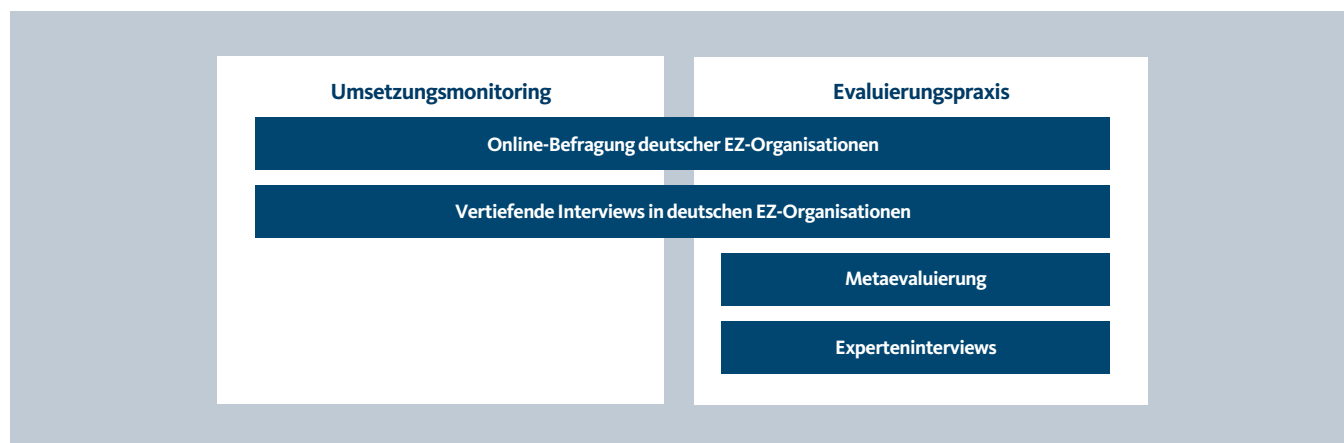 Umsetzungsmonitoring
Evaluierungspraxis
Online-Befragung deutscher EZ-Organisationen
Vertiefende Interviews in deutschen EZ-Organisationen
Metaevaluierung
Experteninterviews